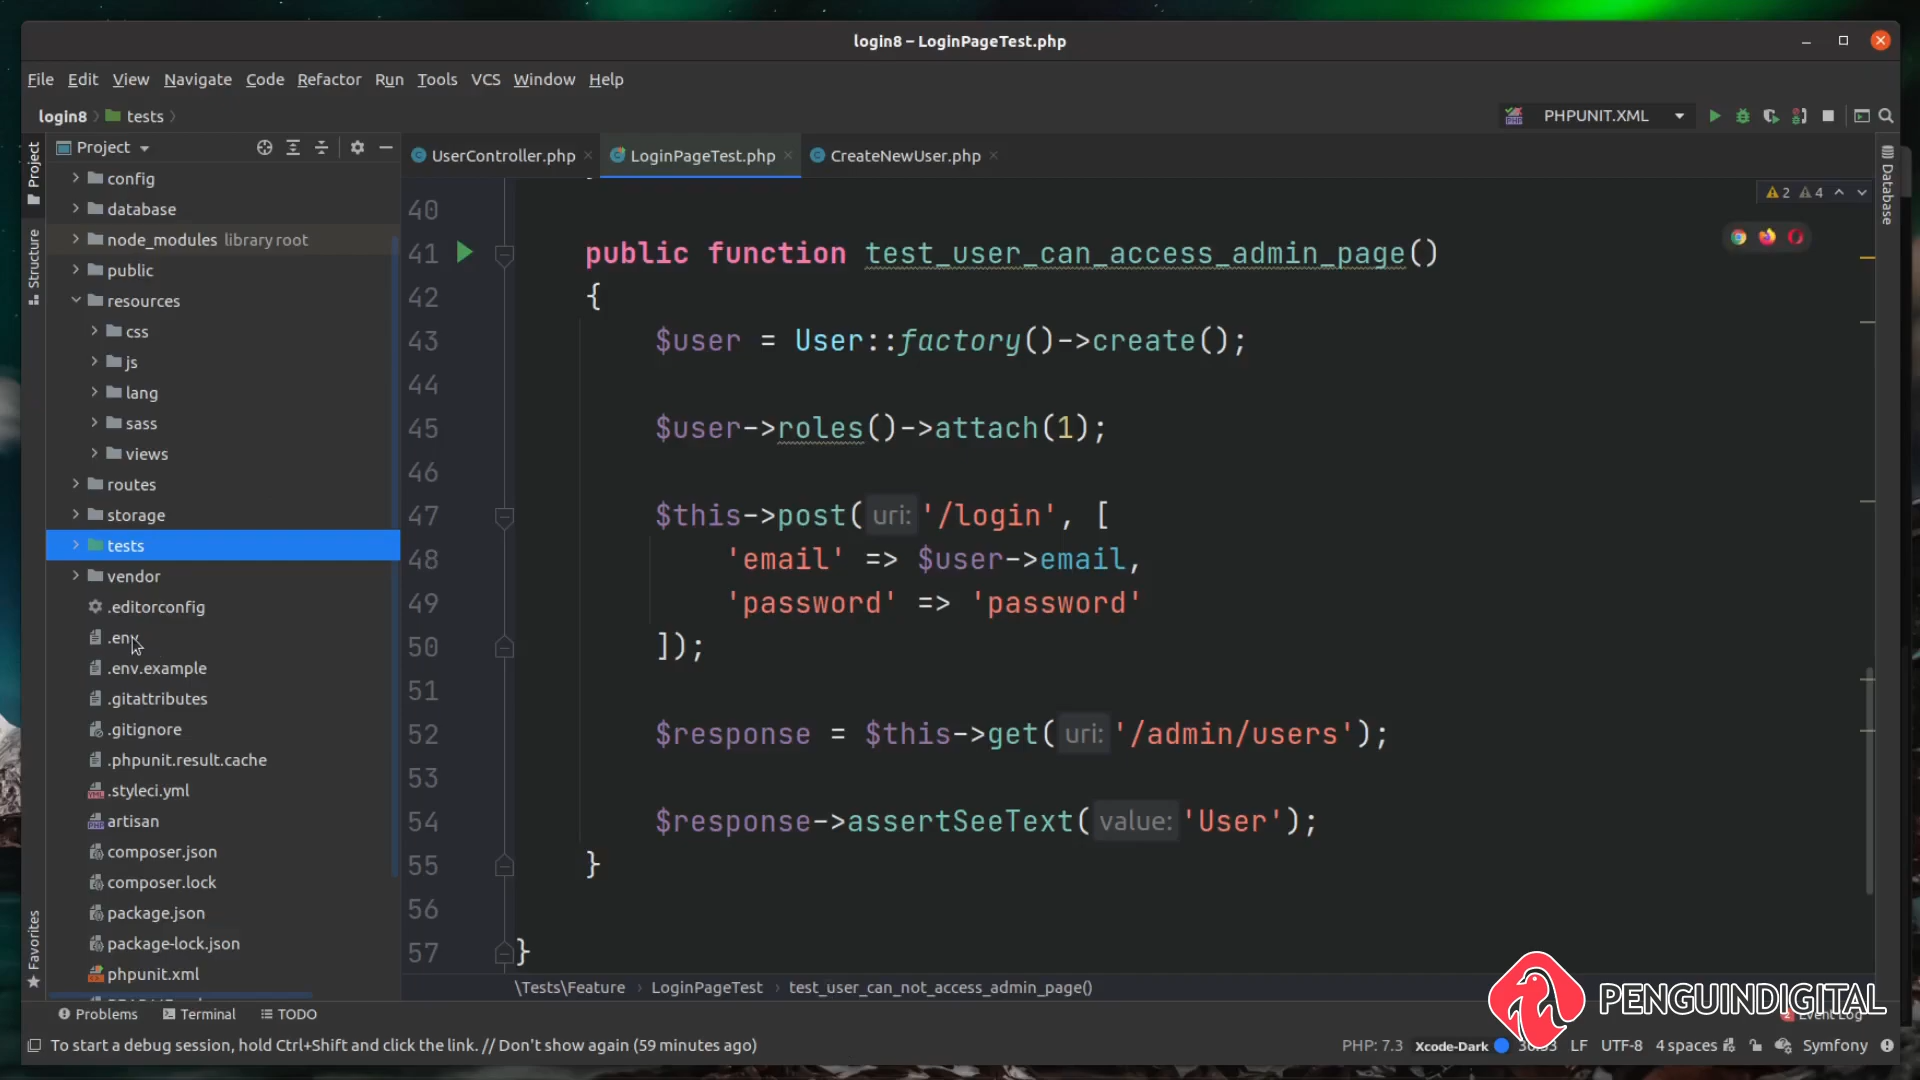 login8 – LoginPageTest.php
File Edit View Navigate Code Refactor Run Tools VCS Window Help
login8 tests
PHPUNIT.XML
Project
UserController.php LoginPageTest.php CreateNewUser.php
Project
Structure
Favorites
Database
config
database
node_modules library root
public
resources
css
js
lang
sass
views
routes
storage
tests
vendor
.editorconfig
.env
.env.example
.gitattributes
.gitignore
.phpunit.result.cache
.styleci.yml
artisan
composer.json
composer.lock
package.json
package-lock.json
phpunit.xml
2 4
40
41 public function test_user_can_access_admin_page()
42 {
43 $user = User::factory()->create();
44
45 $user->roles()->attach(1);
46
47 $this->post( uri: '/login', [
48 'email' => $user->email,
49 'password' => 'password'
50 ]);
51
52 $response = $this->get( uri: '/admin/users');
53
54 $response->assertSeeText( value: 'User');
55 }
56
57 }
\Tests\Feature LoginPageTest test_user_can_not_access_admin_page()
PENGUINDIGITAL
Problems Terminal TODO
2 Event Log
To start a debug session, hold Ctrl+Shift and click the link. // Don't show again (59 minutes ago)
PHP: 7.3 Xcode-Dark LF UTF-8 4 spaces Symfony